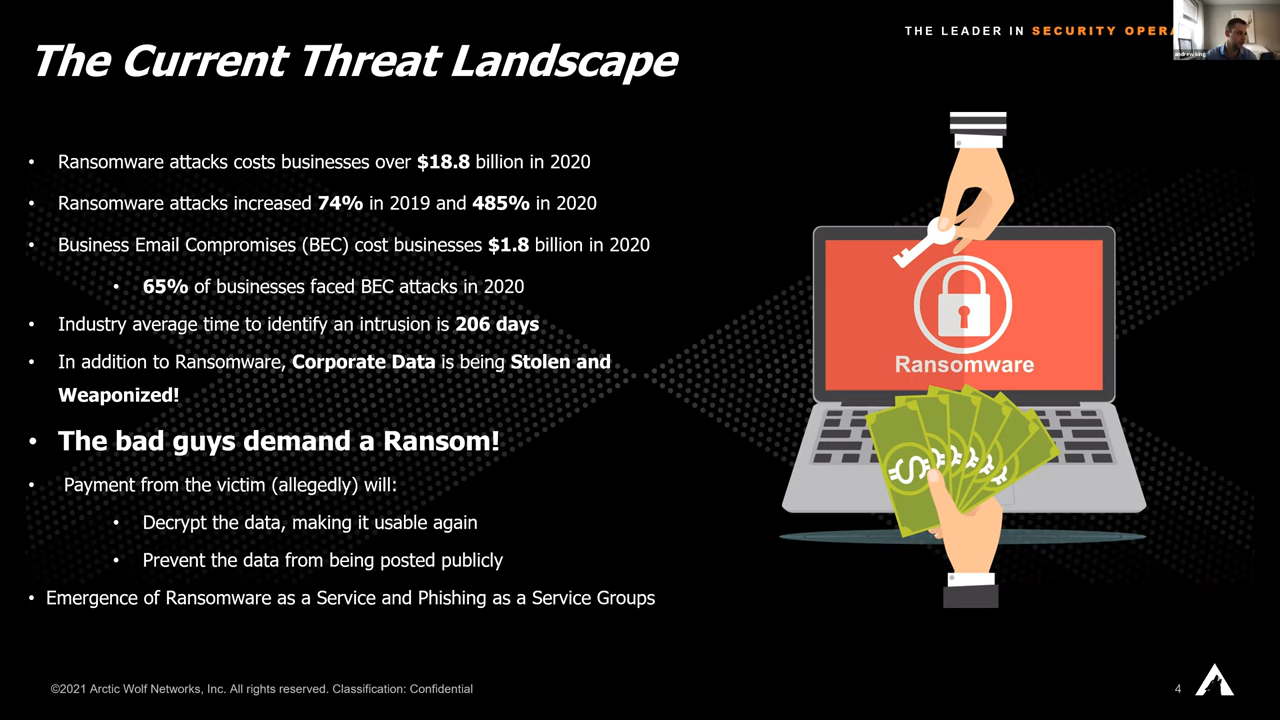 THE LEADER IN SECURITY OPERA
andrew king
The Current Threat Landscape
• Ransomware attacks costs businesses over $18.8 billion in 2020
• Ransomware attacks increased 74% in 2019 and 485% in 2020
• Business Email Compromises (BEC) cost businesses $1.8 billion in 2020
• 65% of businesses faced BEC attacks in 2020
• Industry average time to identify an intrusion is 206 days
• In addition to Ransomware, Corporate Data is being Stolen and
Weaponized!
• The bad guys demand a Ransom!
• Payment from the victim (allegedly) will:
• Decrypt the data, making it usable again
• Prevent the data from being posted publicly
• Emergence of Ransomware as a Service and Phishing as a Service Groups
Ransomware
$
©2021 Arctic Wolf Networks, Inc. All rights reserved. Classification: Confidential
4